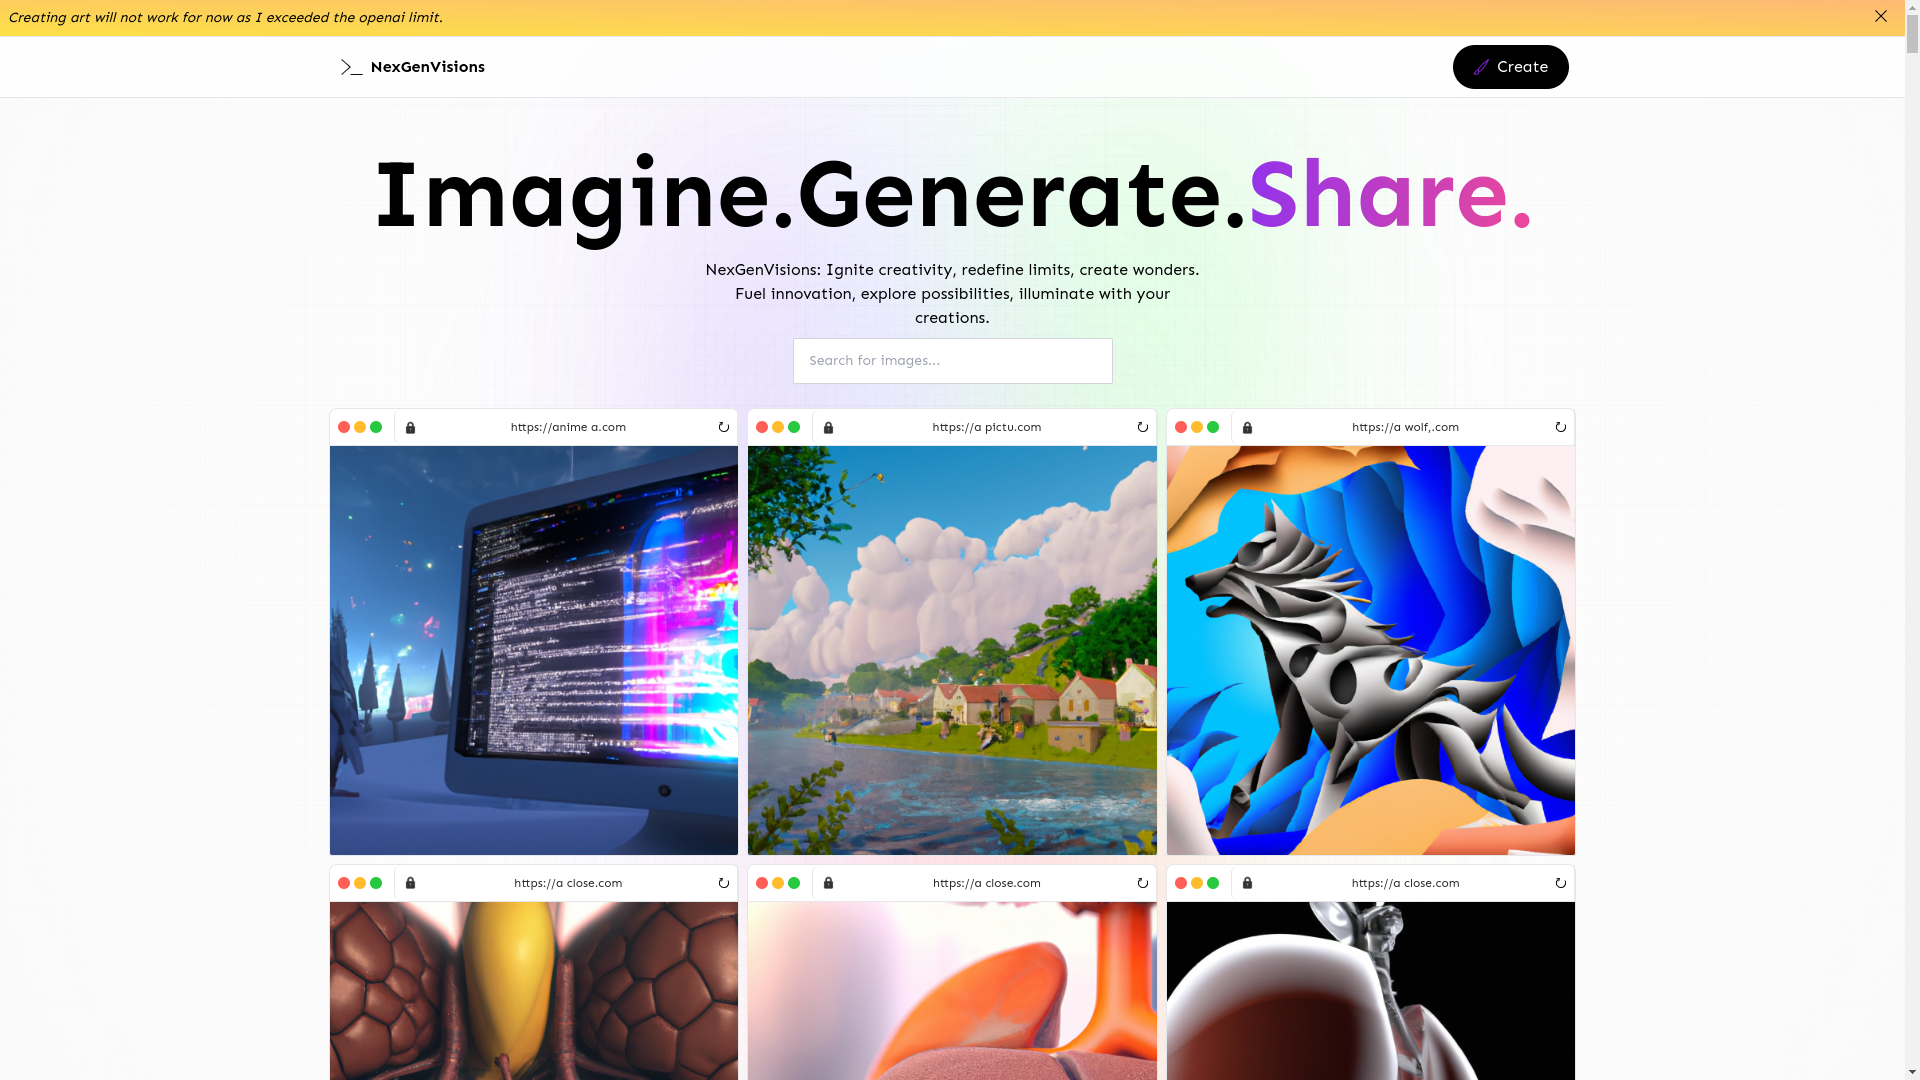 Creating art will not work for now as I exceeded the openai limit.
NexGenVisions
Create
Imagine.Generate.Share.
NexGenVisions: Ignite creativity, redefine limits, create wonders.
Fuel innovation, explore possibilities, illuminate with your
creations.
Search for images...
https://anime a.com
https://a pictu.com
https://a wolf,.com
https://a close.com
https://a close.com
https://a close.com